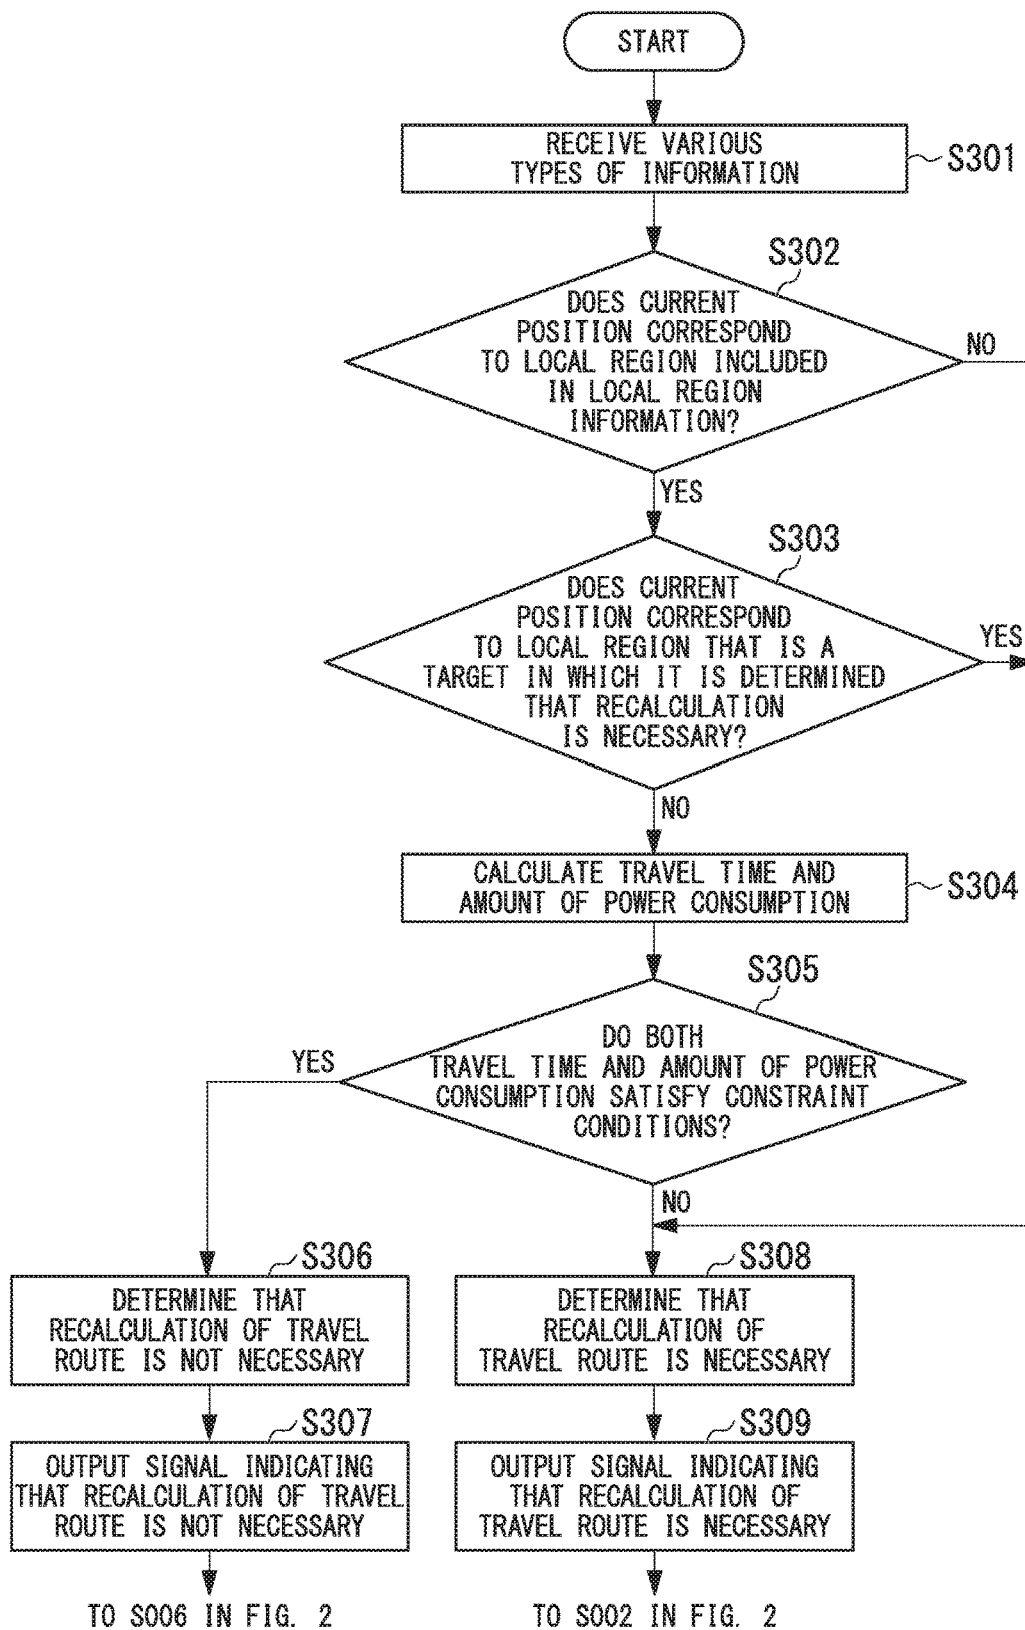 START
RECEIVE VARIOUS
TYPES OF INFORMATION
S301
S302
DOES CURRENT
POSITION CORRESPOND
TO LOCAL REGION INCLUDED
IN LOCAL REGION
INFORMATION?
NO
YES
S303
DOES CURRENT
POSITION CORRESPOND
TO LOCAL REGION THAT IS A
TARGET IN WHICH IT IS DETERMINED
THAT RECALCULATION
IS NECESSARY?
YES
NO
CALCULATE TRAVEL TIME AND
AMOUNT OF POWER CONSUMPTION
S304
S305
DO BOTH
TRAVEL TIME AND AMOUNT OF POWER
CONSUMPTION SATISFY CONSTRAINT
CONDITIONS?
YES
NO
S306
DETERMINE THAT
RECALCULATION OF TRAVEL
ROUTE IS NOT NECESSARY
S308
DETERMINE THAT
RECALCULATION OF
TRAVEL ROUTE IS NECESSARY
S307
OUTPUT SIGNAL INDICATING
THAT RECALCULATION OF TRAVEL
ROUTE IS NOT NECESSARY
S309
OUTPUT SIGNAL INDICATING
THAT RECALCULATION OF
TRAVEL ROUTE IS NECESSARY
TO S006 IN FIG. 2
TO S002 IN FIG. 2